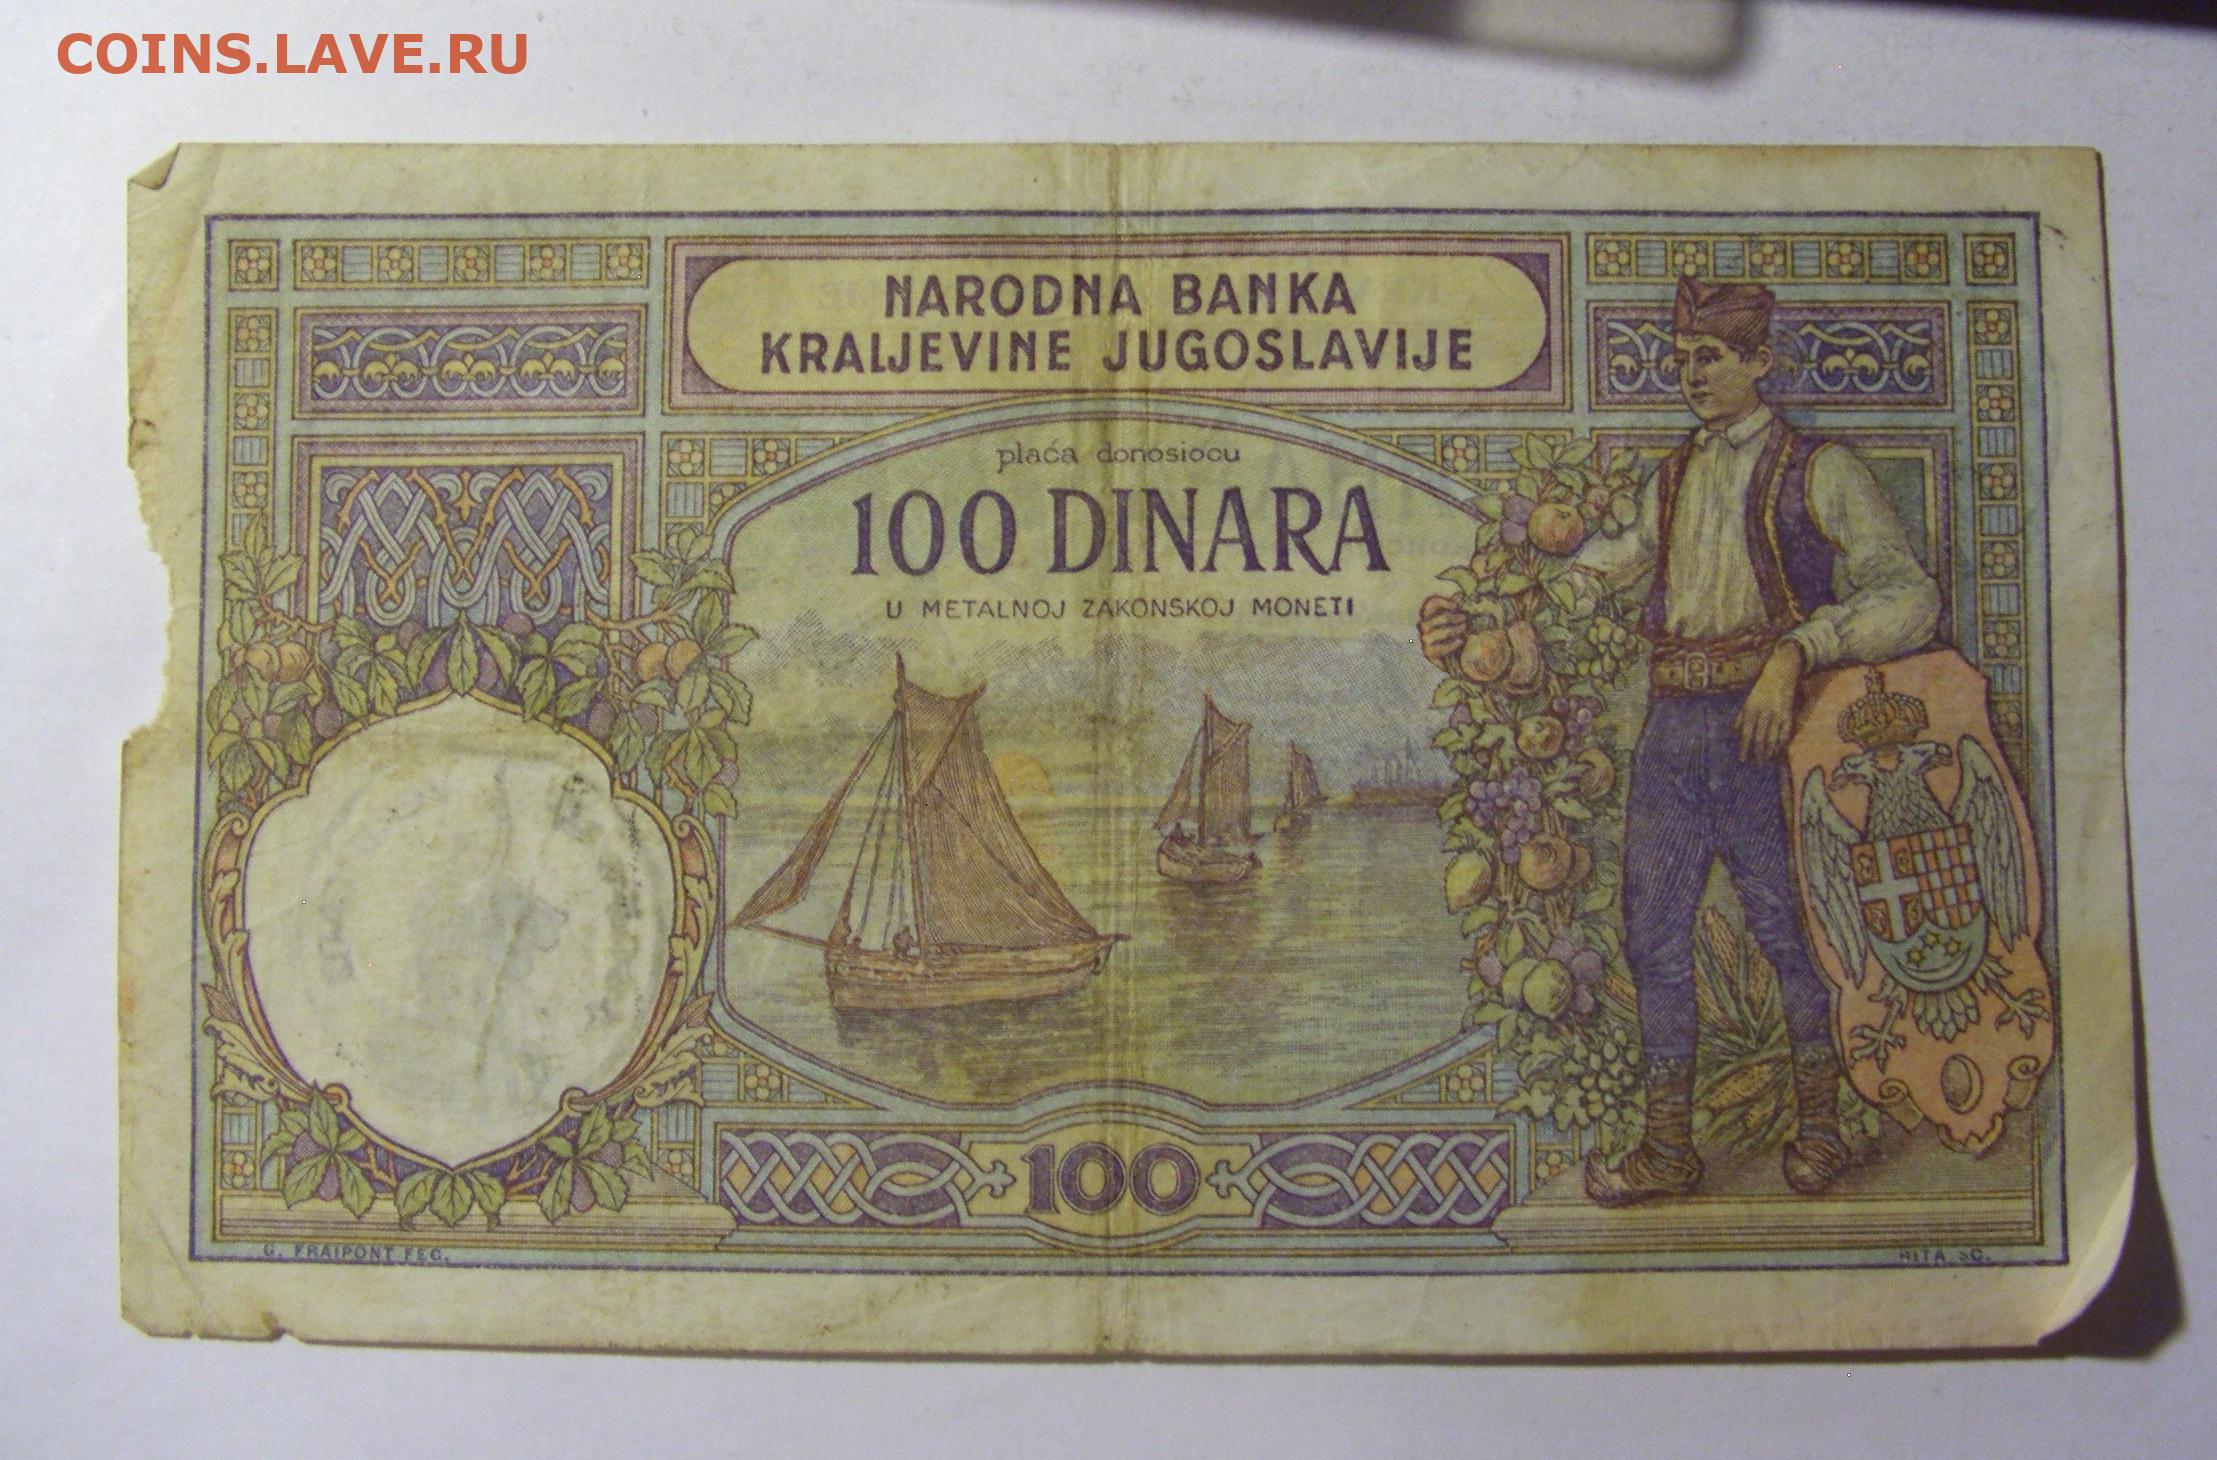 COINS.LAVE.RU
NARODNA BANKA
KRALJEVINE JUGOSLAVIJE
plaća donosiocu
100 DINARA
U METALNOJ ZAKONSKOJ MONETI
100
G. FRAIPONT FEC.
RITA SC.